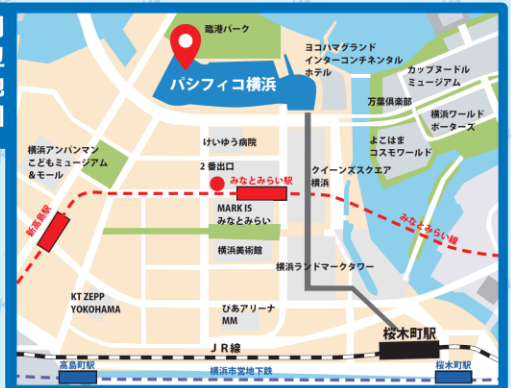 臨港パーク
パシフィコ横浜
ヨコハマグランド
インターコンチネンタル
ホテル
カップヌードル
ミュージアム
万葉倶楽部
横浜ワールド
ポーターズ
よこはま
コスモワールド
けいゆう病院
横浜アンパンマン
こどもミュージアム
&モール
2番出口
みなとみらい駅
クイーンズスクエア
横浜
MARK IS
みなとみらい
新高島駅
みなとみらい線
横浜美術館
横浜ランドマークタワー
KT ZEPP
YOKOHAMA
ぴあアリーナ
MM
桜木町駅
JR線
高島町駅
横浜市営地下鉄
桜木町駅